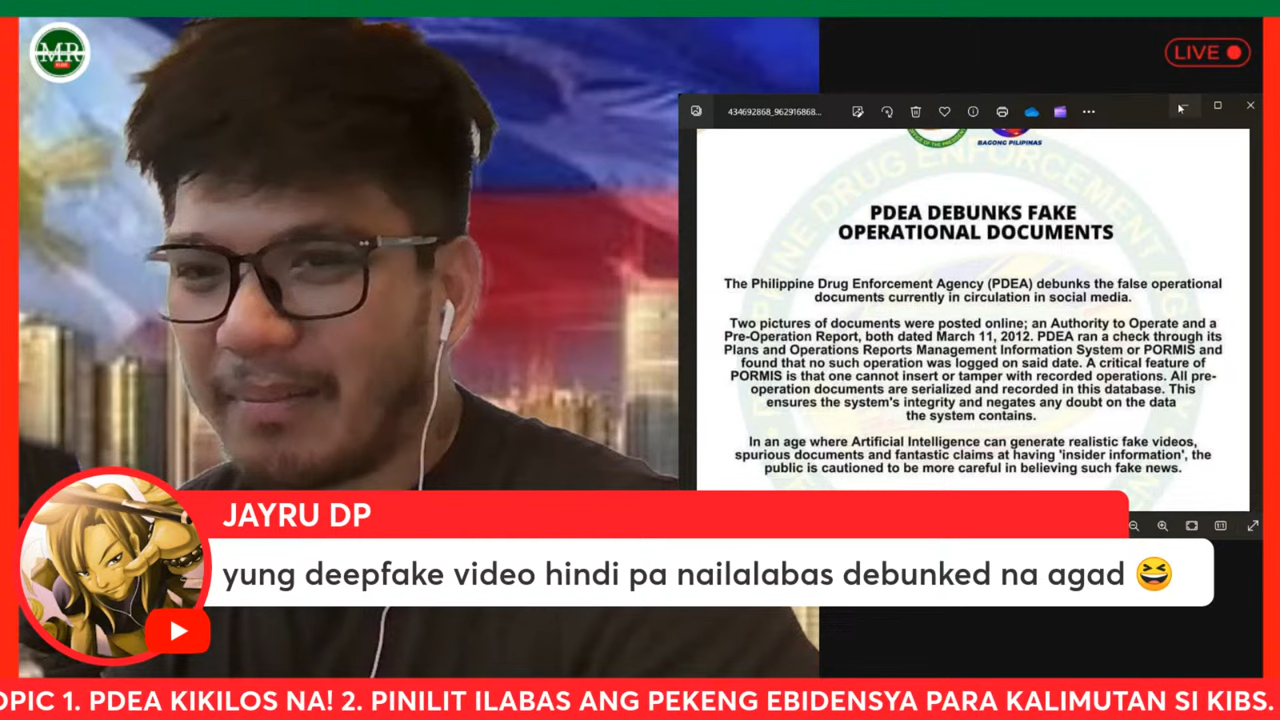 MR
LIVE
434692868_962916868...
BAGONG PILIPINAS
PHILIPPINE DRUG ENFORCEMENT
PDEA DEBUNKS FAKE
OPERATIONAL DOCUMENTS
The Philippine Drug Enforcement Agency (PDEA) debunks the false operational
documents currently in circulation in social media.
Two pictures of documents were posted online; an Authority to Operate and a
Pre-Operation Report, both dated March 11, 2012. PDEA ran a check through its
Plans and Operations Reports Management Information System or PORMIS and
found that no such operation was logged on said date. A critical feature of
PORMIS is that one cannot insert or tamper with recorded operations. All pre-
operation documents are serialized and recorded in this database. This
ensures the system's integrity and negates any doubt on the data
the system contains.
In an age where Artificial Intelligence can generate realistic fake videos,
spurious documents and fantastic claims at having 'insider information', the
public is cautioned to be more careful in believing such fake news.
JAYRU DP
yung deepfake video hindi pa nailalabas debunked na agad 😆
OPIC 1. PDEA KIKILOS NA! 2. PINILIT ILABAS ANG PEKENG EBIDENSYA PARA KALIMUTAN SI KIBS.